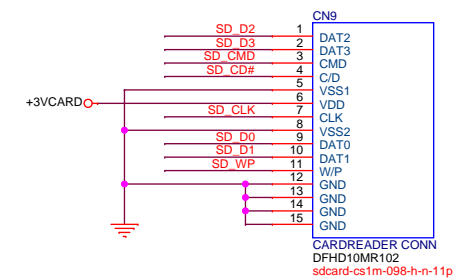 CN9
SD_D2 1 DAT2
SD_D3 2 DAT3
SD_CMD 3 CMD
SD_CD# 4 C/D
5 VSS1
+3VCARD 6 VDD
SD_CLK 7 CLK
8 VSS2
SD_D0 9 DAT0
SD_D1 10 DAT1
SD_WP 11 W/P
12 GND
13 GND
14 GND
15 GND
CARDREADER CONN
DFHD10MR102
sdcard-cs1m-098-h-n-11p